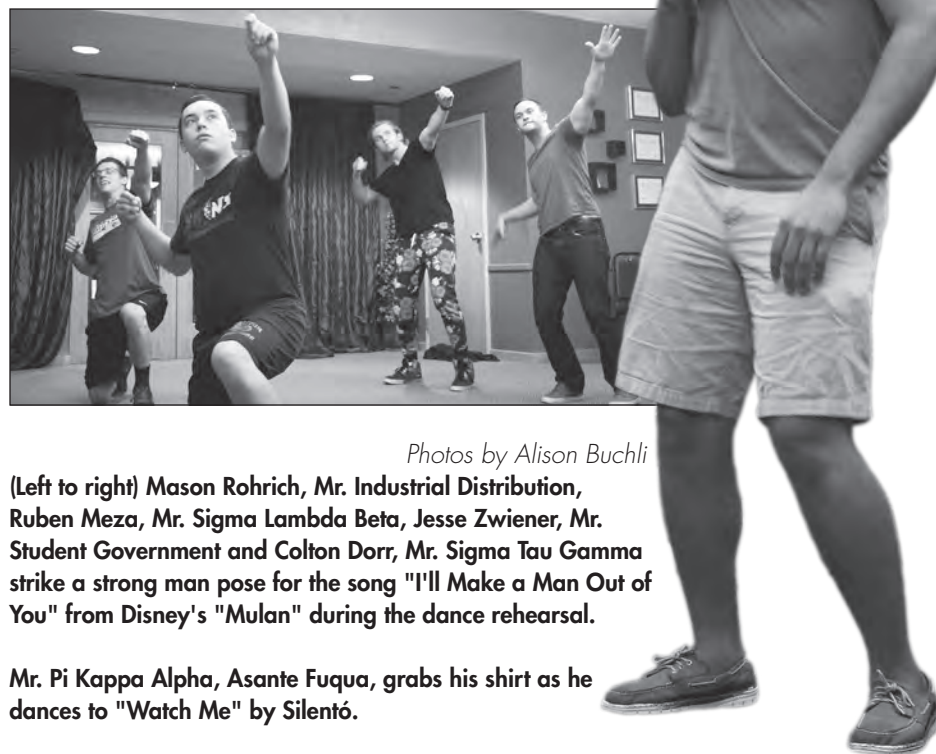 Photos by Alison Buchli
(Left to right) Mason Rohrich, Mr. Industrial Distribution,
Ruben Meza, Mr. Sigma Lambda Beta, Jesse Zwiener, Mr.
Student Government and Colton Dorr, Mr. Sigma Tau Gamma
strike a strong man pose for the song "I'll Make a Man Out of
You" from Disney's "Mulan" during the dance rehearsal.
Mr. Pi Kappa Alpha, Asante Fuqua, grabs his shirt as he
dances to "Watch Me" by Silentó.